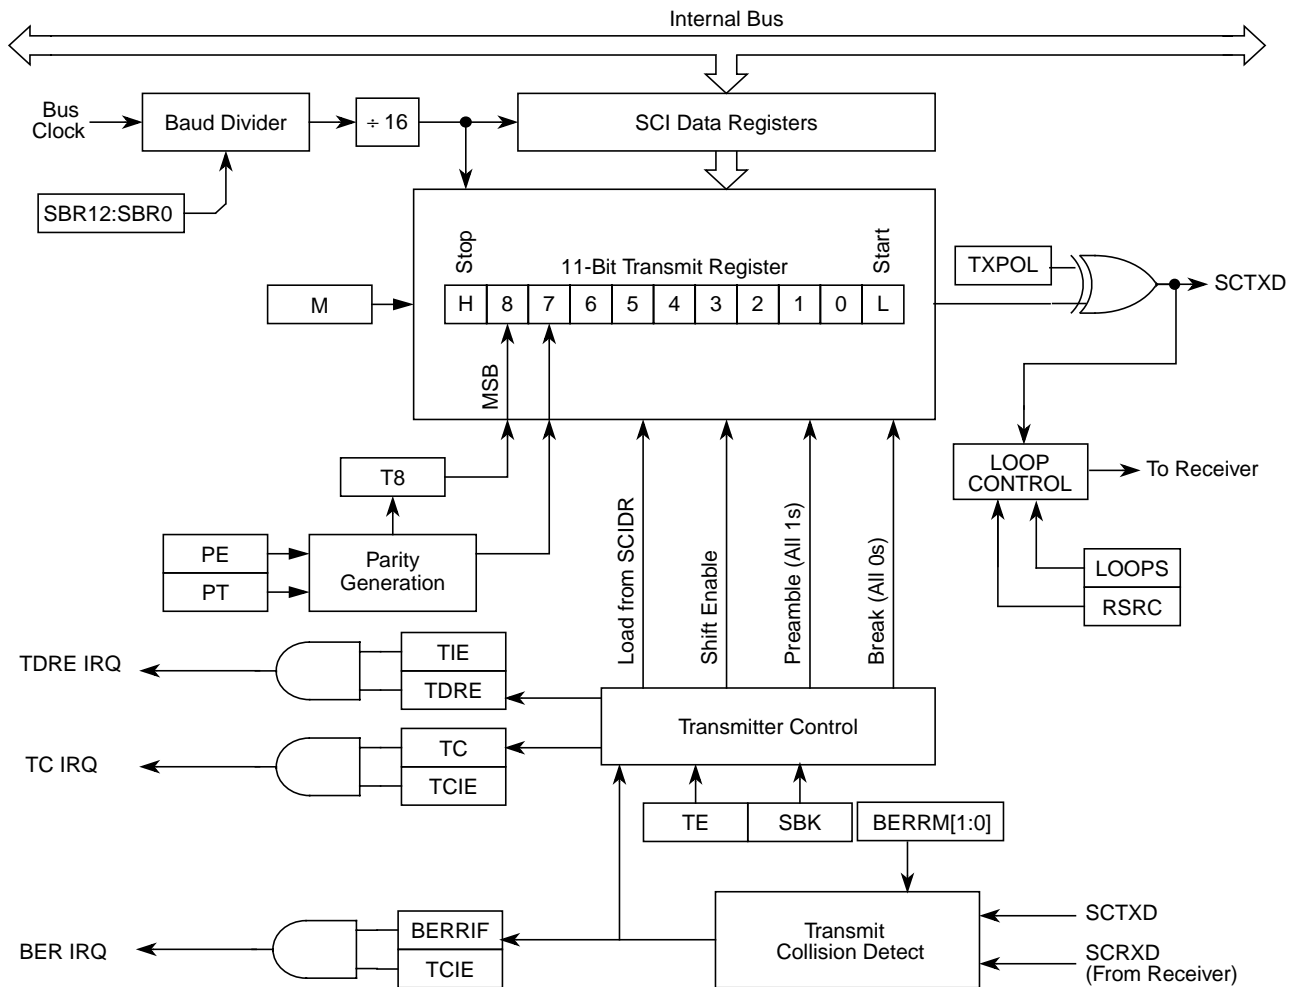 Internal Bus
Bus
Clock
Baud Divider
÷ 16
SCI Data Registers
SBR12:SBR0
Stop
11-Bit Transmit Register
Start
M
H 8 7 6 5 4 3 2 1 0 L
TXPOL
SCTXD
MSB
T8
LOOP
CONTROL
To Receiver
PE
PT
Parity
Generation
Load from SCIDR
Shift Enable
Preamble (All 1s)
Break (All 0s)
LOOPS
RSRC
TDRE IRQ
TIE
TDRE
Transmitter Control
TC IRQ
TC
TCIE
TE
SBK
BERRM[1:0]
BER IRQ
BERRIF
TCIE
Transmit
Collision Detect
SCTXD
SCRXD
(From Receiver)